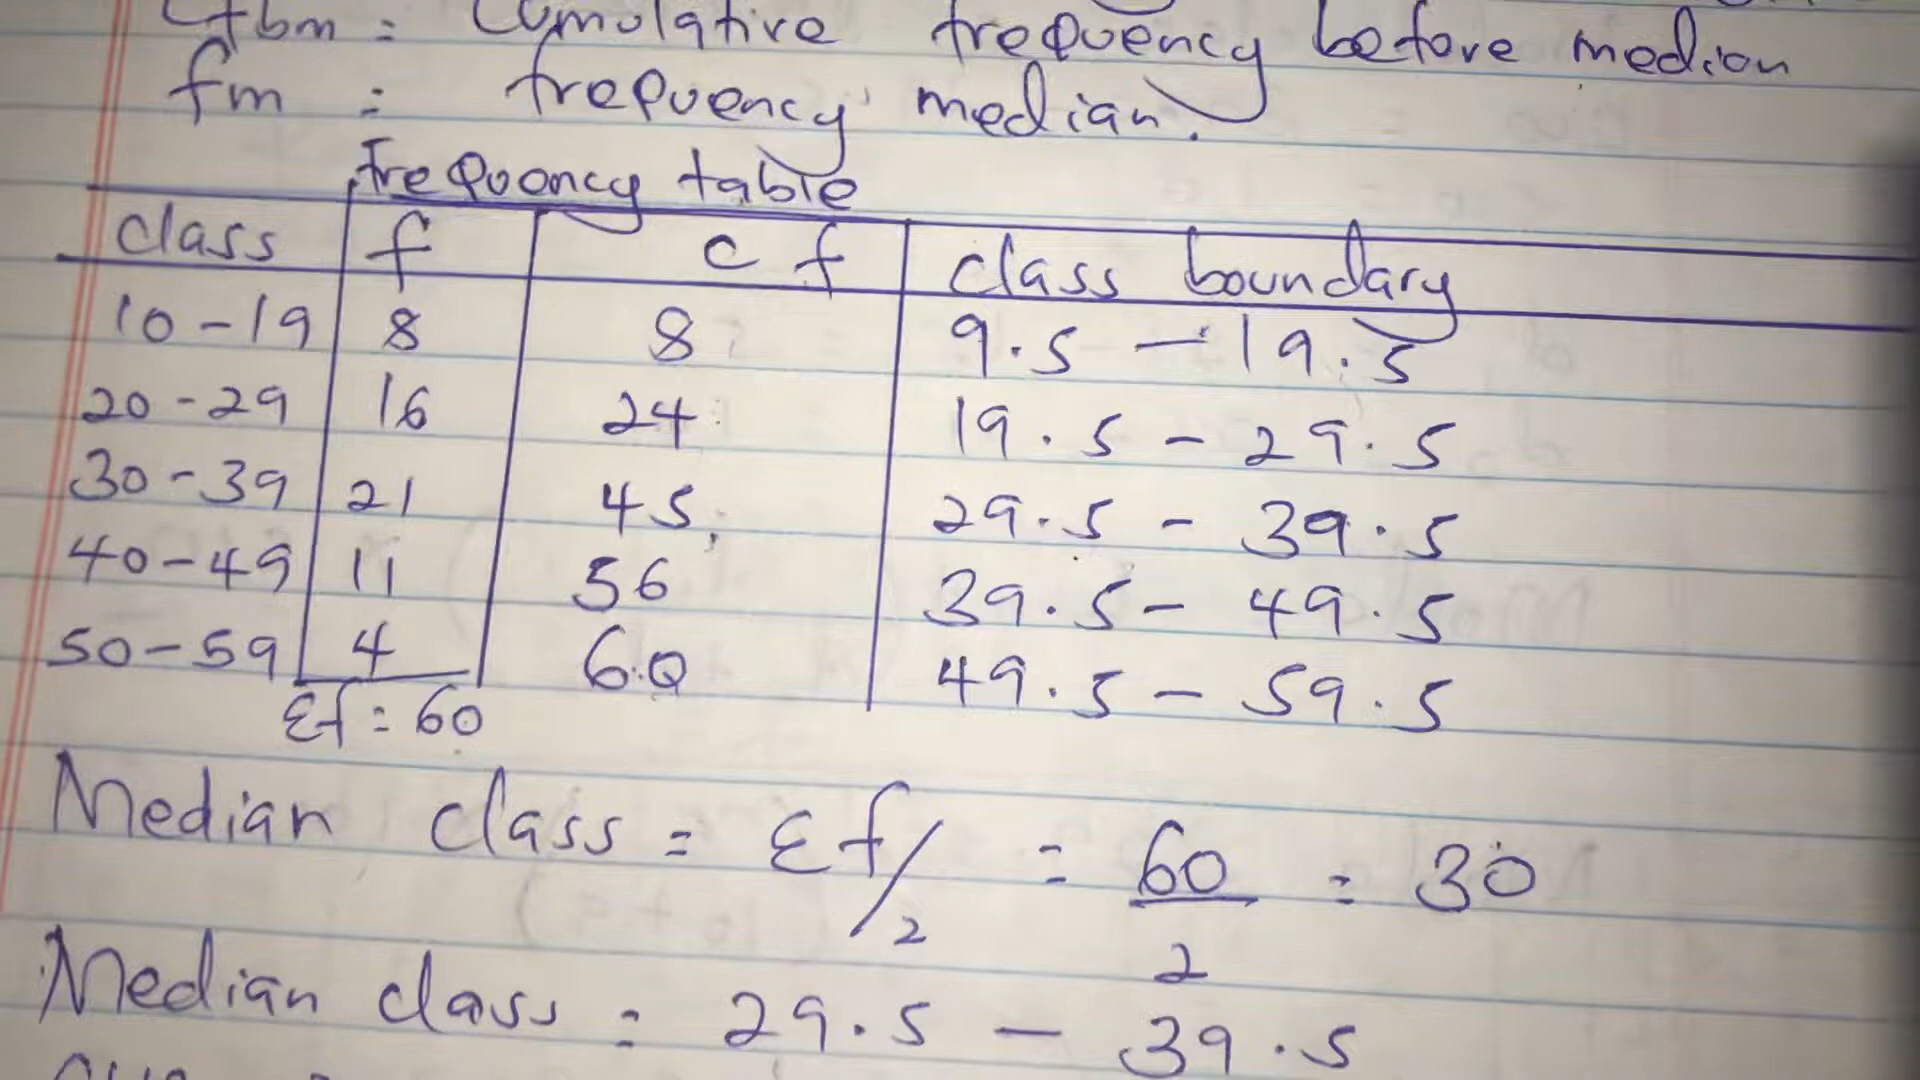 cfbm = Cumulative frequency before median
fm = frequency median.
Frequency table
class f cf class boundary
10-19 8 8 9.5 - 19.5
20-29 16 24 19.5 - 29.5
30-39 21 45 29.5 - 39.5
40-49 11 56 39.5 - 49.5
50-59 4 60 49.5 - 59.5
Σf = 60
Median class = Σf/2 = 60/2 = 30
Median class = 29.5 - 39.5